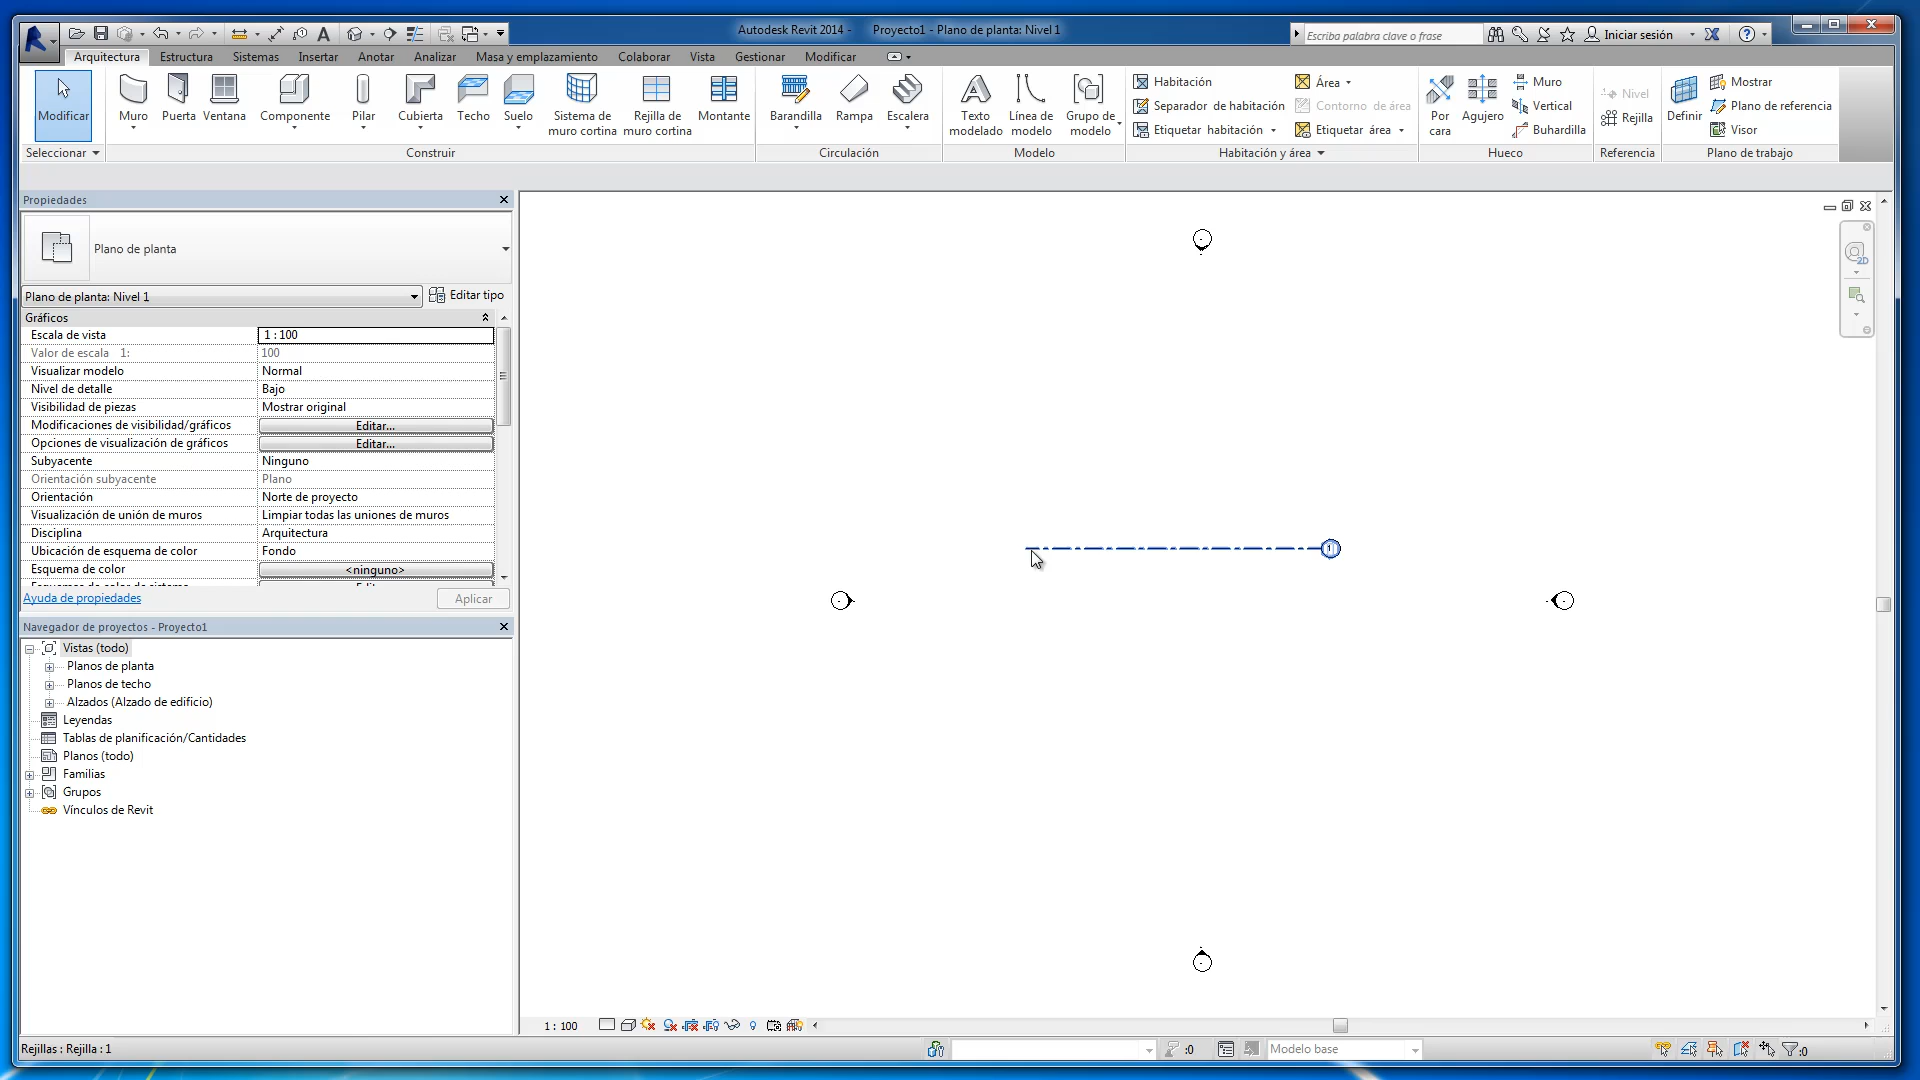 Autodesk Revit 2014 - Proyecto1 - Plano de planta: Nivel 1
Escriba palabra clave o frase
Iniciar sesión
Arquitectura Estructura Sistemas Insertar Anotar Analizar Masa y emplazamiento Colaborar Vista Gestionar Modificar
Modificar
Muro
Puerta
Ventana
Componente
Pilar
Cubierta
Techo
Suelo
Sistema de muro cortina
Rejilla de muro cortina
Montante
Barandilla
Rampa
Escalera
Texto modelado
Línea de modelo
Grupo de modelo
Habitación
Separador de habitación
Etiquetar habitación
Área
Contorno de área
Etiquetar área
Por cara
Agujero
Muro
Vertical
Buhardilla
Nivel
Rejilla
Definir
Mostrar
Plano de referencia
Visor
Seleccionar
Construir
Circulación
Modelo
Habitación y área
Hueco
Referencia
Plano de trabajo
Propiedades
Plano de planta
Plano de planta: Nivel 1
Editar tipo
Gráficos
Escala de vista 1 : 100
Valor de escala 1: 100
Visualizar modelo Normal
Nivel de detalle Bajo
Visibilidad de piezas Mostrar original
Modificaciones de visibilidad/gráficos Editar...
Opciones de visualización de gráficos Editar...
Subyacente Ninguno
Orientación subyacente Plano
Orientación Norte de proyecto
Visualización de unión de muros Limpiar todas las uniones de muros
Disciplina Arquitectura
Ubicación de esquema de color Fondo
Esquema de color <ninguno>
Ayuda de propiedades
Aplicar
Navegador de proyectos - Proyecto1
Vistas (todo)
Planos de planta
Planos de techo
Alzados (Alzado de edificio)
Leyendas
Tablas de planificación/Cantidades
Planos (todo)
Familias
Grupos
Vínculos de Revit
2D
1
1 : 100
Rejillas : Rejilla : 1
:0
Modelo base
:0